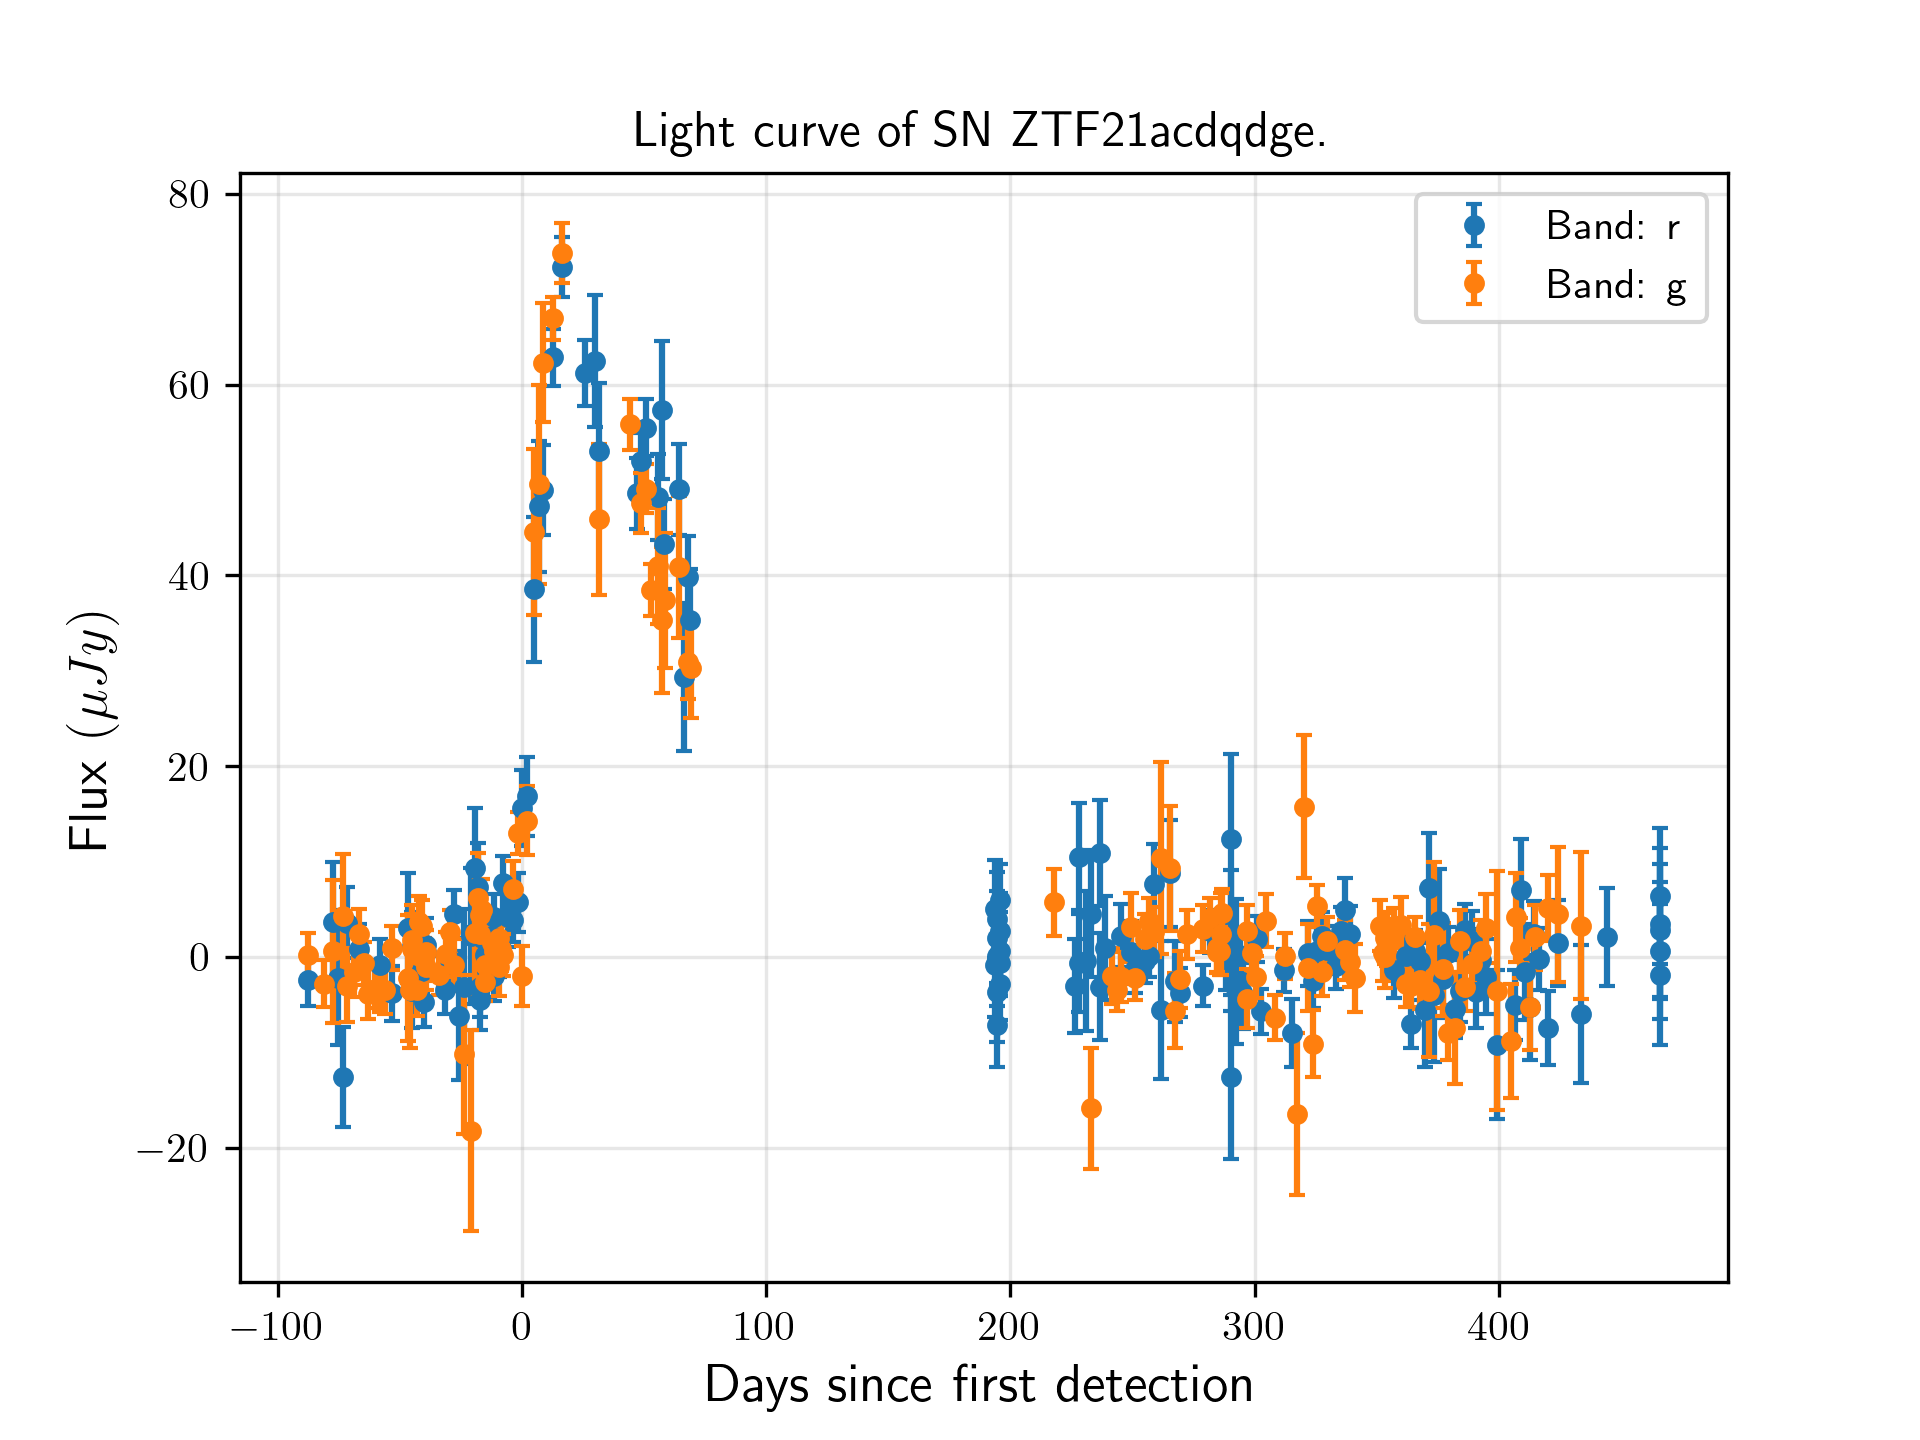 Light curve of SN ZTF21acdqdge.
Band: r
Band: g
80
60
40
20
0
−20
Flux (μJy)
−100 0 100 200 300 400
Days since first detection